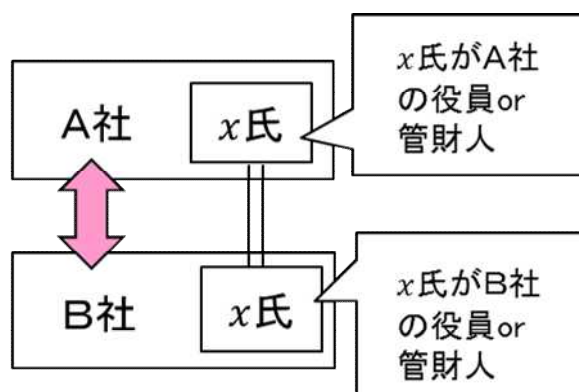 A社
x氏
x氏がA社
の役員or
管財人
B社
x氏
x氏がB社
の役員or
管財人